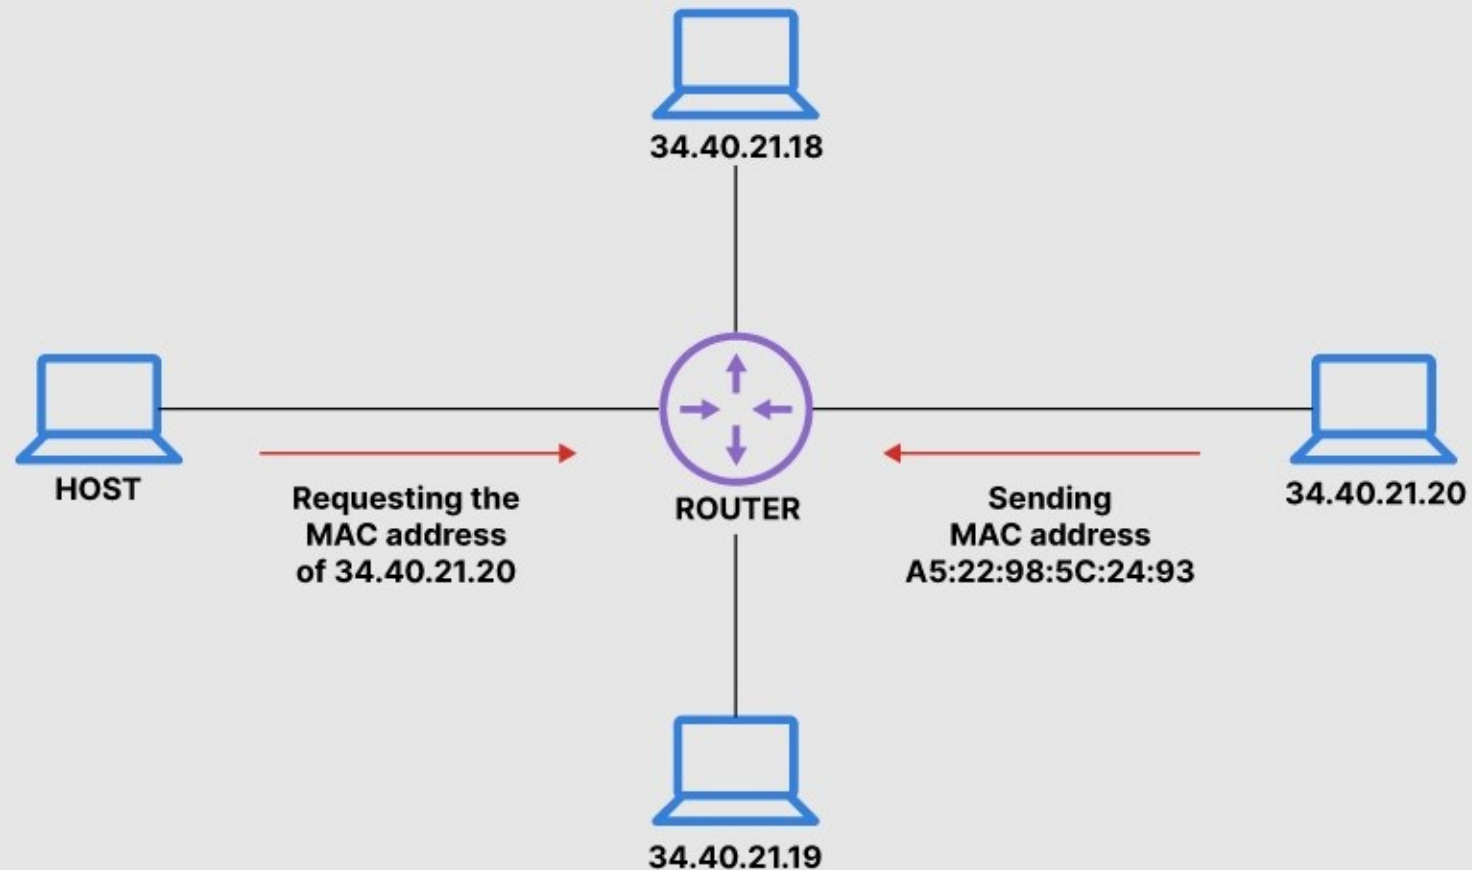 34.40.21.18
HOST
Requesting the
MAC address
of 34.40.21.20
ROUTER
Sending
MAC address
A5:22:98:5C:24:93
34.40.21.20
34.40.21.19